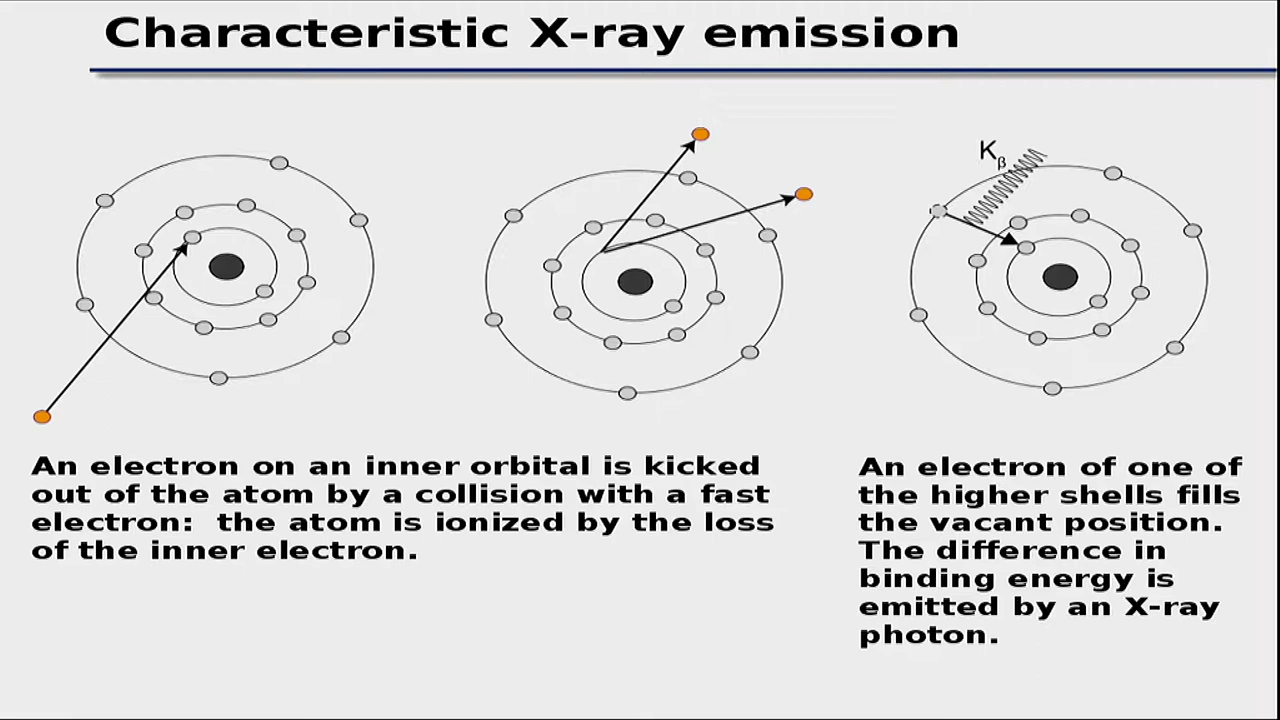 Characteristic X-ray emission
Kβ
An electron on an inner orbital is kicked
out of the atom by a collision with a fast
electron:  the atom is ionized by the loss
of the inner electron.
An electron of one of
the higher shells fills
the vacant position.
The difference in
binding energy is
emitted by an X-ray
photon.